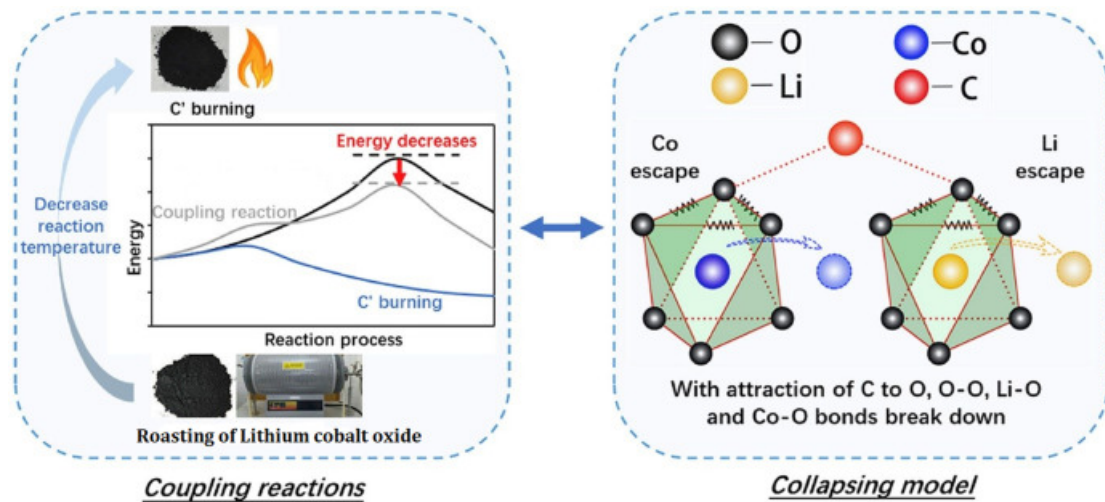 C' burning
Energy decreases
Coupling reaction
Decrease
reaction
temperature
Energy
C' burning
Reaction process
Roasting of Lithium cobalt oxide
Coupling reactions
—O
—Co
—Li
—C
Co
escape
Li
escape
With attraction of C to O, O-O, Li-O
and Co-O bonds break down
Collapsing model